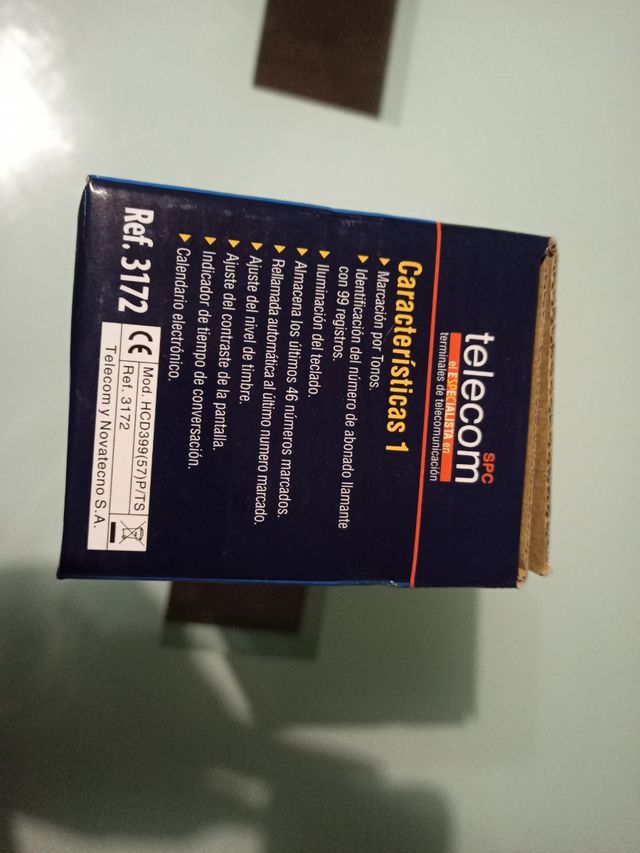 SPC
telecom
el ESPECIALISTA en
terminales de telecomunicación
Características 1
Marcación por Tonos.
Identificación del número de abonado llamante
con 99 registros.
Iluminación del teclado.
Almacena los últimos 46 números marcados.
Rellamada automática al último numero marcado.
Ajuste del nivel de timbre.
Ajuste del contraste de la pantalla.
Indicador de tiempo de conversación.
Calendario electrónico.
Ref. 3172
CE
Mod. HCD399(57)P/TS
Ref. 3172
Telecom y Novatecno S.A.